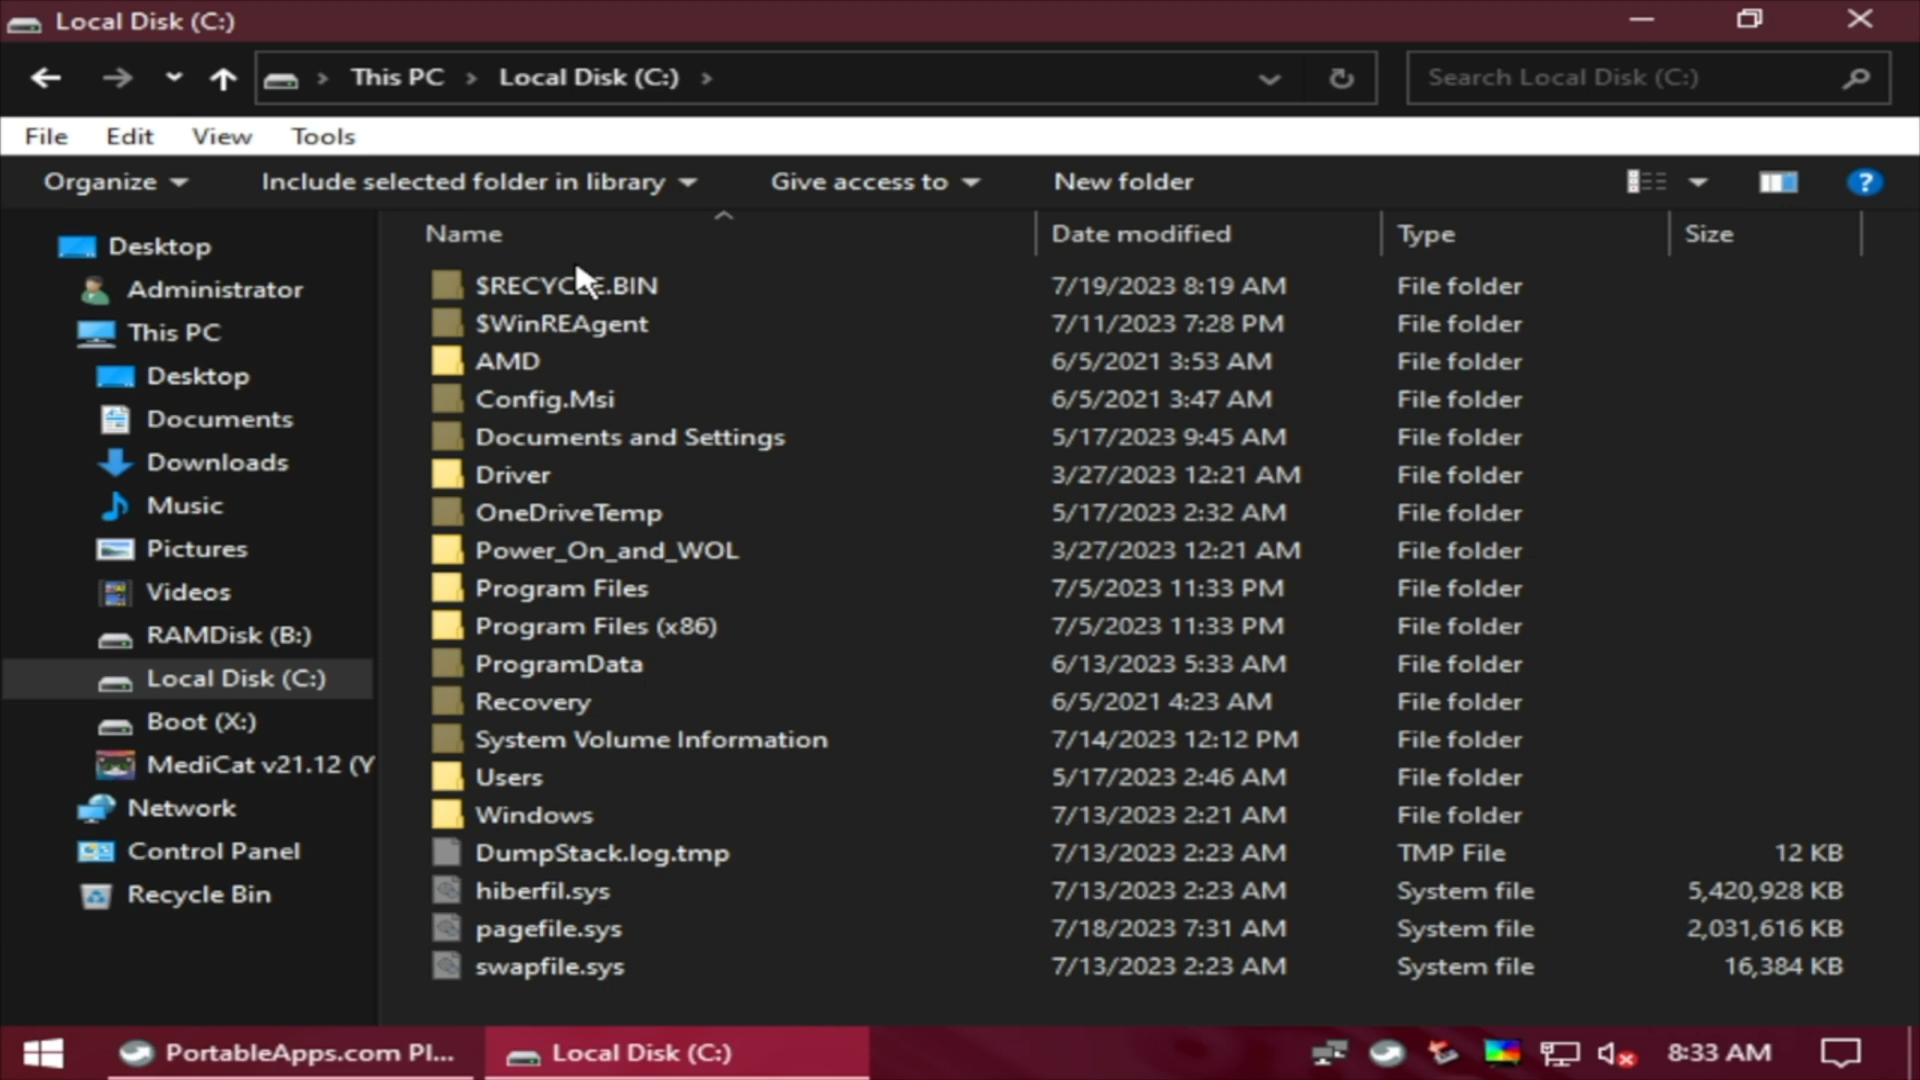 Local Disk (C:)
This PC > Local Disk (C:) >
Search Local Disk (C:)
File Edit View Tools
Organize Include selected folder in library Give access to New folder ?
Name Date modified Type Size
Desktop
Administrator
This PC
Desktop
Documents
Downloads
Music
Pictures
Videos
RAMDisk (B:)
Local Disk (C:)
Boot (X:)
MediCat v21.12 (Y
Network
Control Panel
Recycle Bin
$RECYCLE.BIN 7/19/2023 8:19 AM File folder
$WinREAgent 7/11/2023 7:28 PM File folder
AMD 6/5/2021 3:53 AM File folder
Config.Msi 6/5/2021 3:47 AM File folder
Documents and Settings 5/17/2023 9:45 AM File folder
Driver 3/27/2023 12:21 AM File folder
OneDriveTemp 5/17/2023 2:32 AM File folder
Power_On_and_WOL 3/27/2023 12:21 AM File folder
Program Files 7/5/2023 11:33 PM File folder
Program Files (x86) 7/5/2023 11:33 PM File folder
ProgramData 6/13/2023 5:33 AM File folder
Recovery 6/5/2021 4:23 AM File folder
System Volume Information 7/14/2023 12:12 PM File folder
Users 5/17/2023 2:46 AM File folder
Windows 7/13/2023 2:21 AM File folder
DumpStack.log.tmp 7/13/2023 2:23 AM TMP File 12 KB
hiberfil.sys 7/13/2023 2:23 AM System file 5,420,928 KB
pagefile.sys 7/18/2023 7:31 AM System file 2,031,616 KB
swapfile.sys 7/13/2023 2:23 AM System file 16,384 KB
PortableApps.com Pl... Local Disk (C:) 8:33 AM